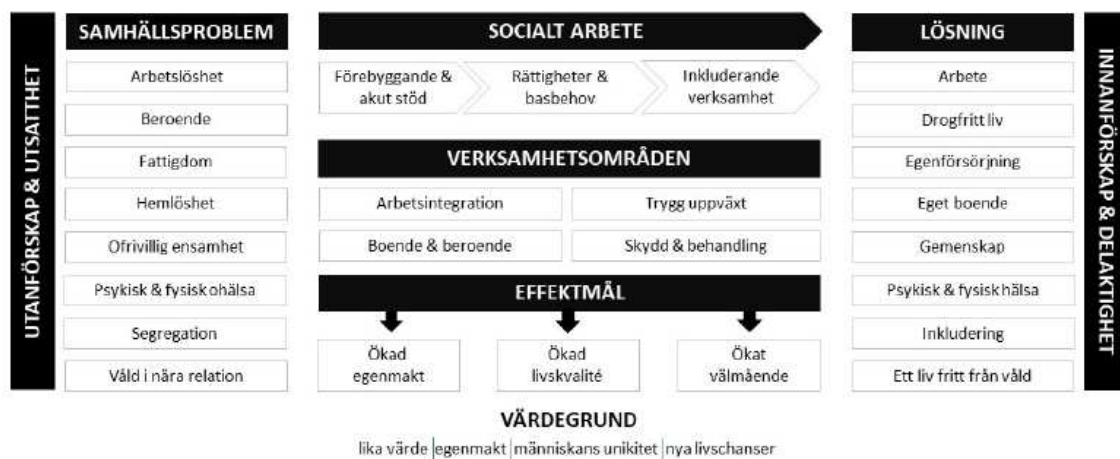 UTANFÖRSKAP & UTSATTHET
SAMHÄLLSPROBLEM
Arbetslöshet
Beroende
Fattigdom
Hemlöshet
Ofrivillig ensamhet
Psykisk & fysisk ohälsa
Segregation
Våld i nära relation
SOCIALT ARBETE
Förebyggande &
akut stöd
Rättigheter &
basbehov
Inkluderande
verksamhet
VERKSAMHETSOMRÅDEN
Arbetsintegration
Trygg uppväxt
Boende & beroende
Skydd & behandling
EFFEKTMÅL
Ökad
egenmakt
Ökad
livskvalité
Ökat
välmående
LÖSNING
Arbete
Drogfritt liv
Egenförsörjning
Eget boende
Gemenskap
Psykisk & fysisk hälsa
Inkludering
Ett liv fritt från våld
INNANFÖRSKAP & DELAKTIGHET
VÄRDEGRUND
lika värde | egenmakt | människans unikitet | nya livschanser